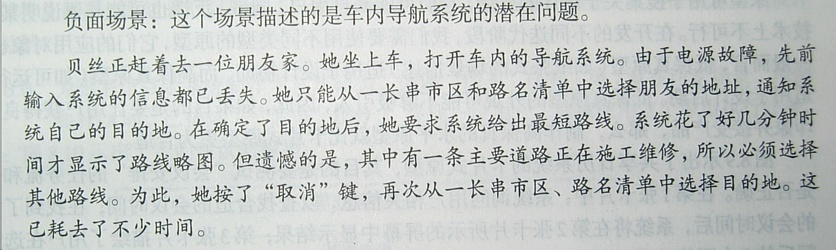 负面场景：这个场景描述的是车内导航系统的潜在问题。
贝丝正赶着去一位朋友家。她坐上车，打开车内的导航系统。由于电源故障，先前
输入系统的信息都已丢失。她只能从一长串市区和路名清单中选择朋友的地址，通知系
统自己的目的地。在确定了目的地后，她要求系统给出最短路线。系统花了好几分钟时
间才显示了路线略图。但遗憾的是，其中有一条主要道路正在施工维修，所以必须选择
其他路线。为此，她按了“取消”键，再次从一长串市区、路名清单中选择目的地。这
已耗去了不少时间。